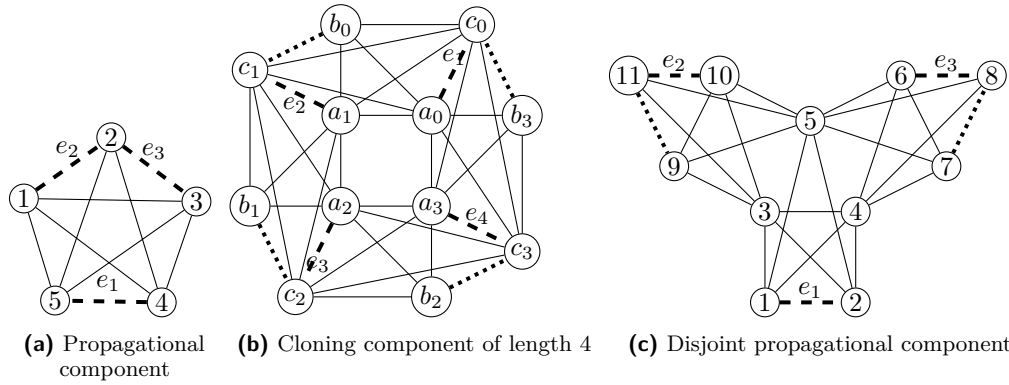 b₀ c₀
e₁
c₁ e₂ a₁ a₀ b₃
11 e₂ 10 6 e₃ 8
5
9 7
2
e₂ e₃
1 3
b₁ a₂ a₃ e₄
3 4
e₃ c₃
5 e₁ 4
c₂ b₂
1 e₁ 2
(a) Propagational
component
(b) Cloning component of length 4
(c) Disjoint propagational component